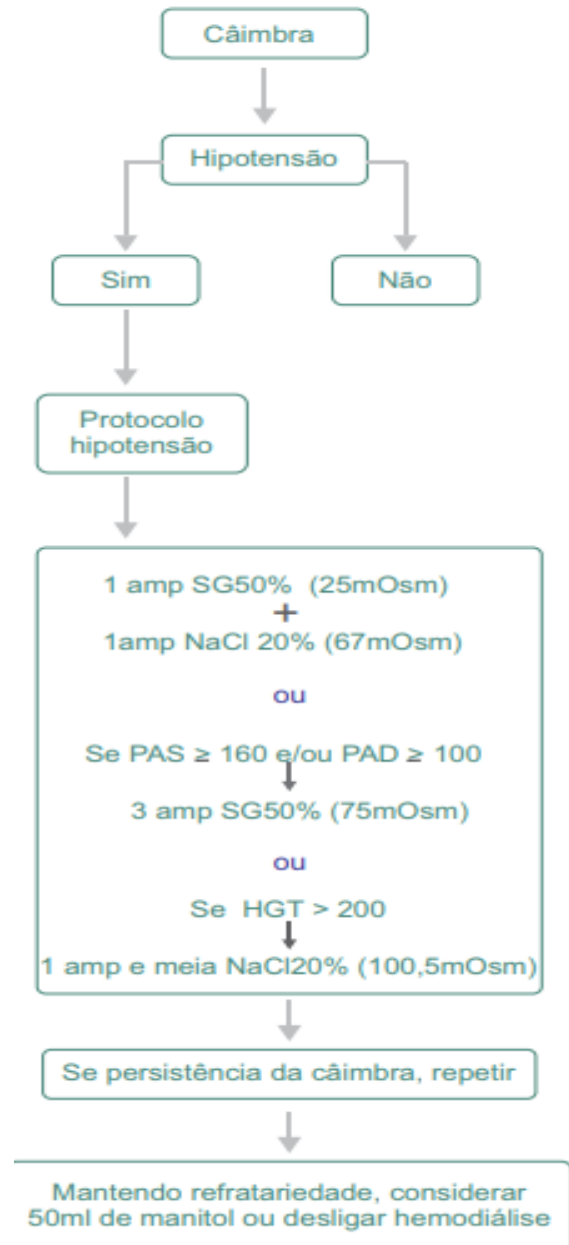 Câimbra
Hipotensão
Sim
Não
Protocolo
hipotensão
1 amp SG50% (25mOsm)
+
1amp NaCl 20% (67mOsm)
ou
Se PAS ≥ 160 e/ou PAD ≥ 100
3 amp SG50% (75mOsm)
ou
Se HGT > 200
1 amp e meia NaCl20% (100,5mOsm)
Se persistência da câimbra, repetir
Mantendo refratariedade, considerar
50ml de manitol ou desligar hemodiálise